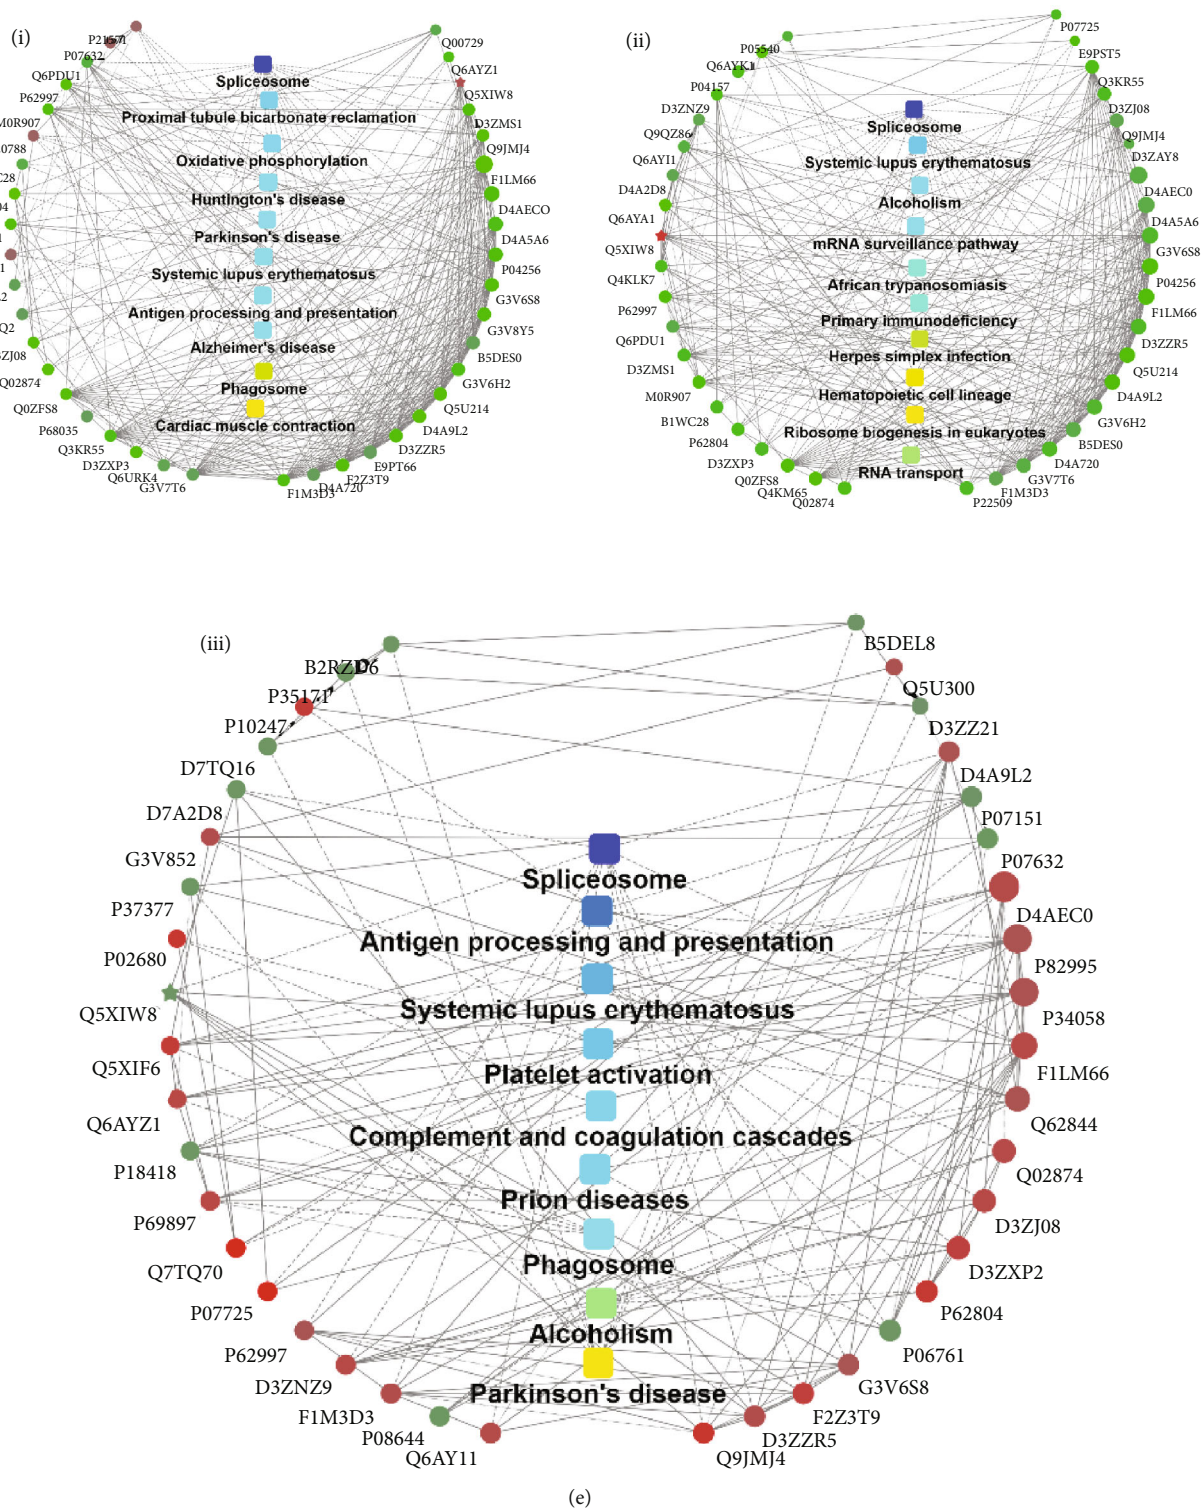 (i)
P07632
Q6PDU1
P62997
M0R907
Q02874
Q0ZFS8
P68035
Q3KR55
D3ZXP3
Q6URK4
G3V7T6
Q00729
Q6AYZ1
Q5XIW8
D3ZMS1
Q9JMJ4
F1LM66
D4AECO
D4A5A6
P04256
G3V6S8
G3V8Y5
B5DES0
G3V6H2
Q5U214
D4A9L2
D3ZZR5
E9PT66
F2Z3T9
D4A720
F1M3D3
Spliceosome
Proximal tubule bicarbonate reclamation
Oxidative phosphorylation
Huntington's disease
Parkinson's disease
Systemic lupus erythematosus
Antigen processing and presentation
Alzheimer's disease
Phagosome
Cardiac muscle contraction
(ii)
P05540
Q6AYK1
P04157
D3ZNZ9
Q9QZ86
Q6AYI1
D4A2D8
Q6AYA1
Q5XIW8
Q4KLK7
P62997
Q6PDU1
D3ZMS1
M0R907
B1WC28
P62804
D3ZXP3
Q0ZFS8
Q4KM65
Q02874
P07725
E9PST5
Q3KR55
D3ZJ08
Q9JMJ4
D3ZAY8
D4AEC0
D4A5A6
G3V6S8
P04256
F1LM66
D3ZZR5
Q5U214
D4A9L2
G3V6H2
B5DES0
D4A720
G3V7T6
F1M3D3
P22509
Spliceosome
Systemic lupus erythematosus
Alcoholism
mRNA surveillance pathway
African trypanosomiasis
Primary immunodeficiency
Herpes simplex infection
Hematopoietic cell lineage
Ribosome biogenesis in eukaryotes
RNA transport
(iii)
B2RZD6
P35171
P10247
D7TQ16
D7A2D8
G3V852
P37377
P02680
Q5XIW8
Q5XIF6
Q6AYZ1
P18418
P69897
Q7TQ70
P07725
P62997
D3ZNZ9
F1M3D3
P08644
Q6AY11
B5DEL8
Q5U300
D3ZZ21
D4A9L2
P07151
P07632
D4AEC0
P82995
P34058
F1LM66
Q62844
Q02874
D3ZJ08
D3ZXP2
P62804
P06761
G3V6S8
F2Z3T9
D3ZZR5
Q9JMJ4
Spliceosome
Antigen processing and presentation
Systemic lupus erythematosus
Platelet activation
Complement and coagulation cascades
Prion diseases
Phagosome
Alcoholism
Parkinson's disease
(e)